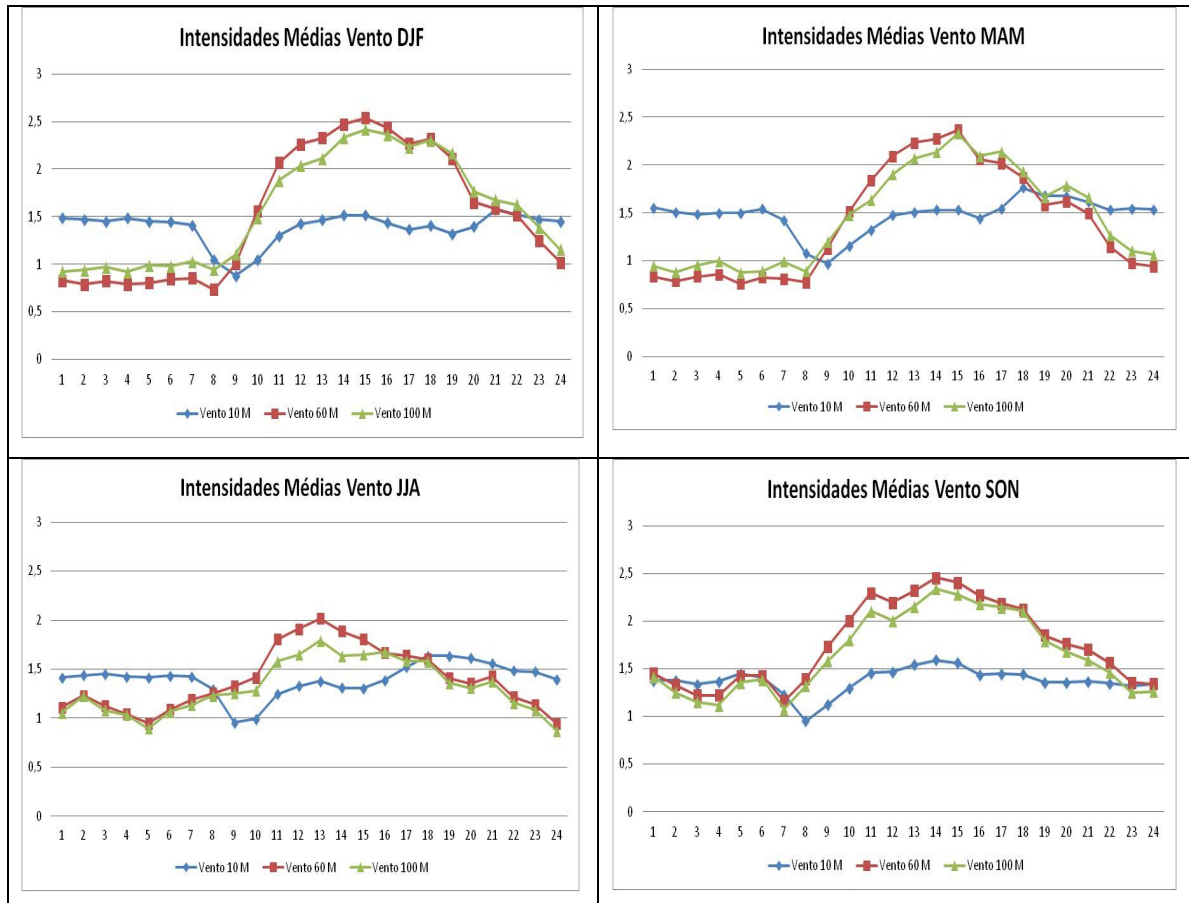 Intensidades Médias Vento DJF
3
2,5
2
1,5
1
0,5
0
1 2 3 4 5 6 7 8 9 10 11 12 13 14 15 16 17 18 19 20 21 22 23 24
Vento 10 M Vento 60 M Vento 100 M
Intensidades Médias Vento MAM
3
2,5
2
1,5
1
0,5
0
1 2 3 4 5 6 7 8 9 10 11 12 13 14 15 16 17 18 19 20 21 22 23 24
Vento 10 M Vento 60 M Vento 100 M
Intensidades Médias Vento JJA
3
2,5
2
1,5
1
0,5
0
1 2 3 4 5 6 7 8 9 10 11 12 13 14 15 16 17 18 19 20 21 22 23 24
Vento 10 M Vento 60 M Vento 100 M
Intensidades Médias Vento SON
3
2,5
2
1,5
1
0,5
0
1 2 3 4 5 6 7 8 9 10 11 12 13 14 15 16 17 18 19 20 21 22 23 24
Vento 10 M Vento 60 M Vento 100 M